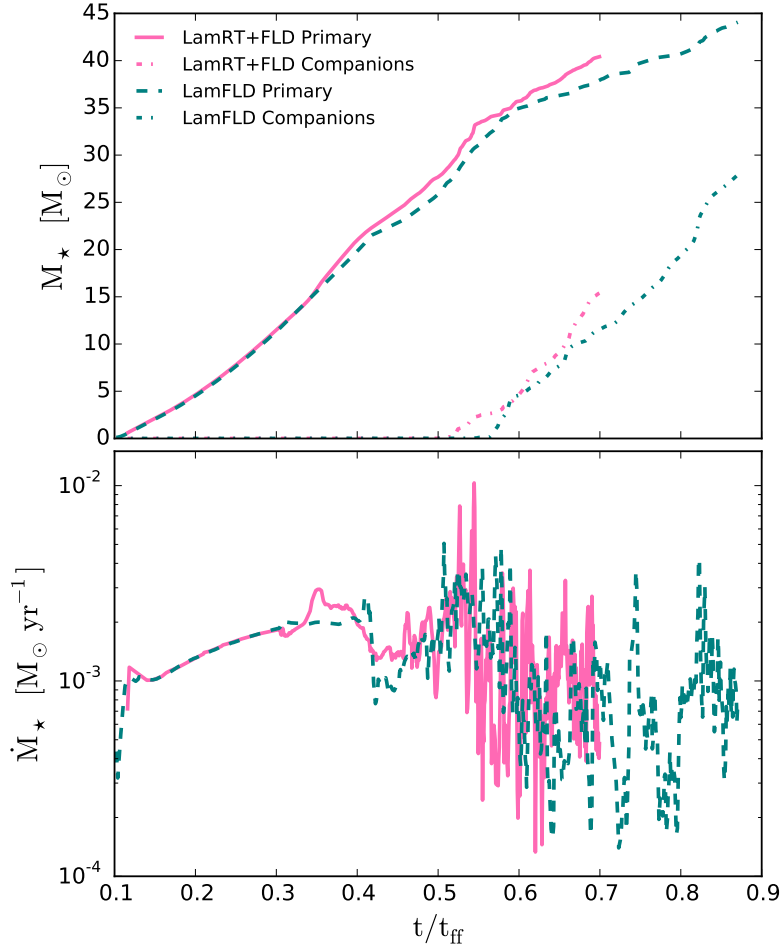 45
40
35
30
25
20
15
10
5
0
M⋆ [M⊙]
LamRT+FLD Primary
LamRT+FLD Companions
LamFLD Primary
LamFLD Companions
10⁻²
10⁻³
10⁻⁴
Ṁ⋆ [M⊙ yr⁻¹]
0.1 0.2 0.3 0.4 0.5 0.6 0.7 0.8 0.9
t/t_ff